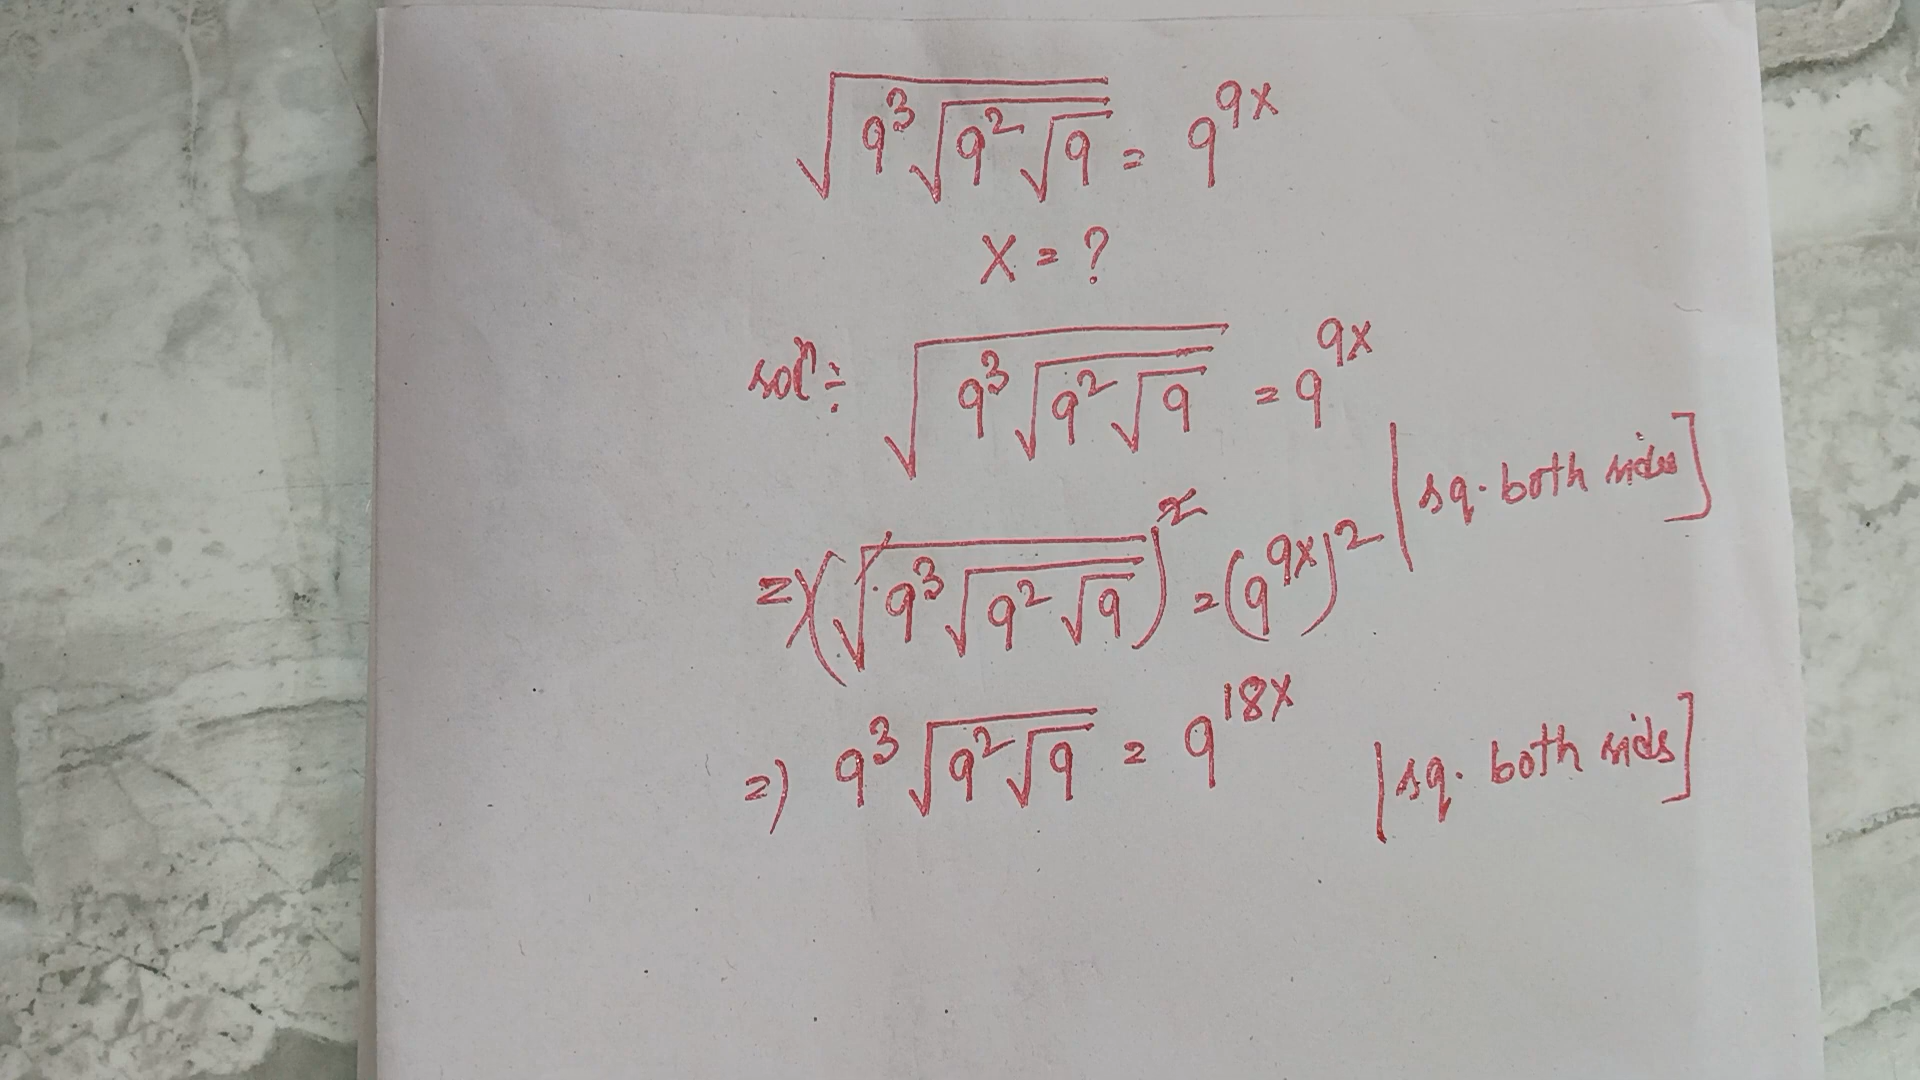 √(9³√(9²√9)) = 9^(9x)
x = ?
solⁿ÷ √(9³√(9²√9)) = 9^(9x)
[sq. both sides]
=) (√(9³√(9²√9)))² = (9^(9x))²
=) 9³√(9²√9) = 9^(18x) [sq. both sids]